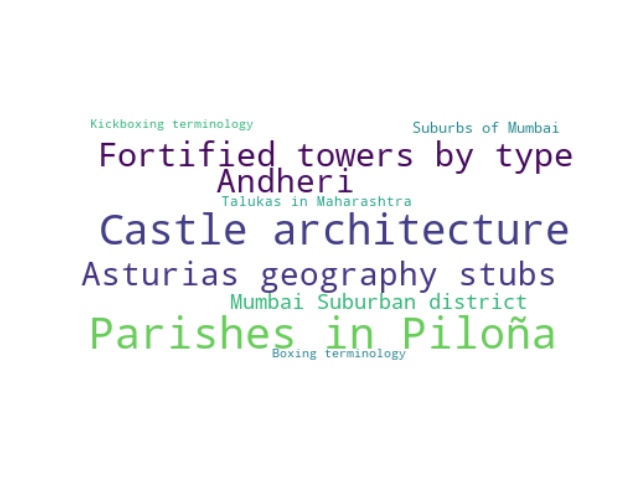 Kickboxing terminology
Suburbs of Mumbai
Fortified towers by type
Andheri
Talukas in Maharashtra
Castle architecture
Asturias geography stubs
Mumbai Suburban district
Parishes in Piloña
Boxing terminology